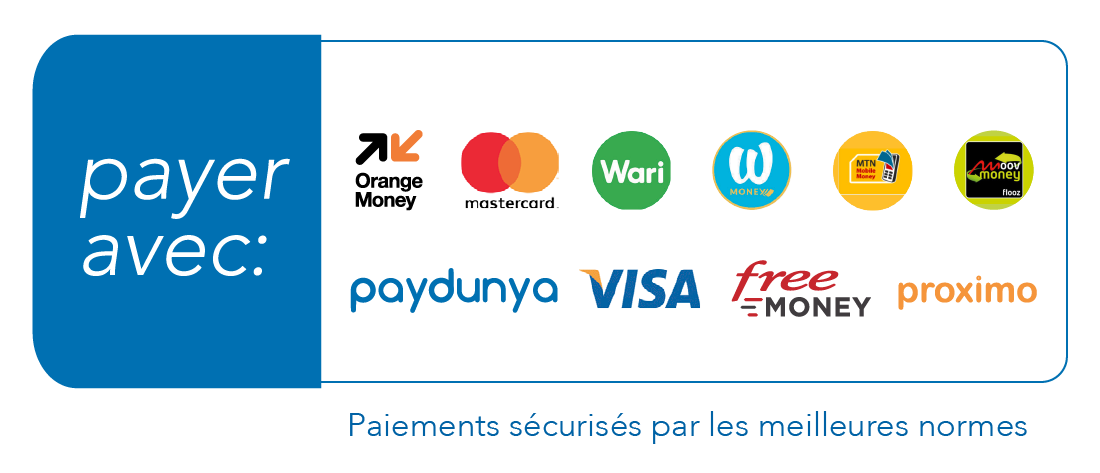 payer
avec:
Orange
Money
mastercard.
Wari
W
MONEY
MTN
Mobile
Money
MOOV
money
flooz
paydunya
VISA
free
MONEY
proximo
Paiements sécurisés par les meilleures normes